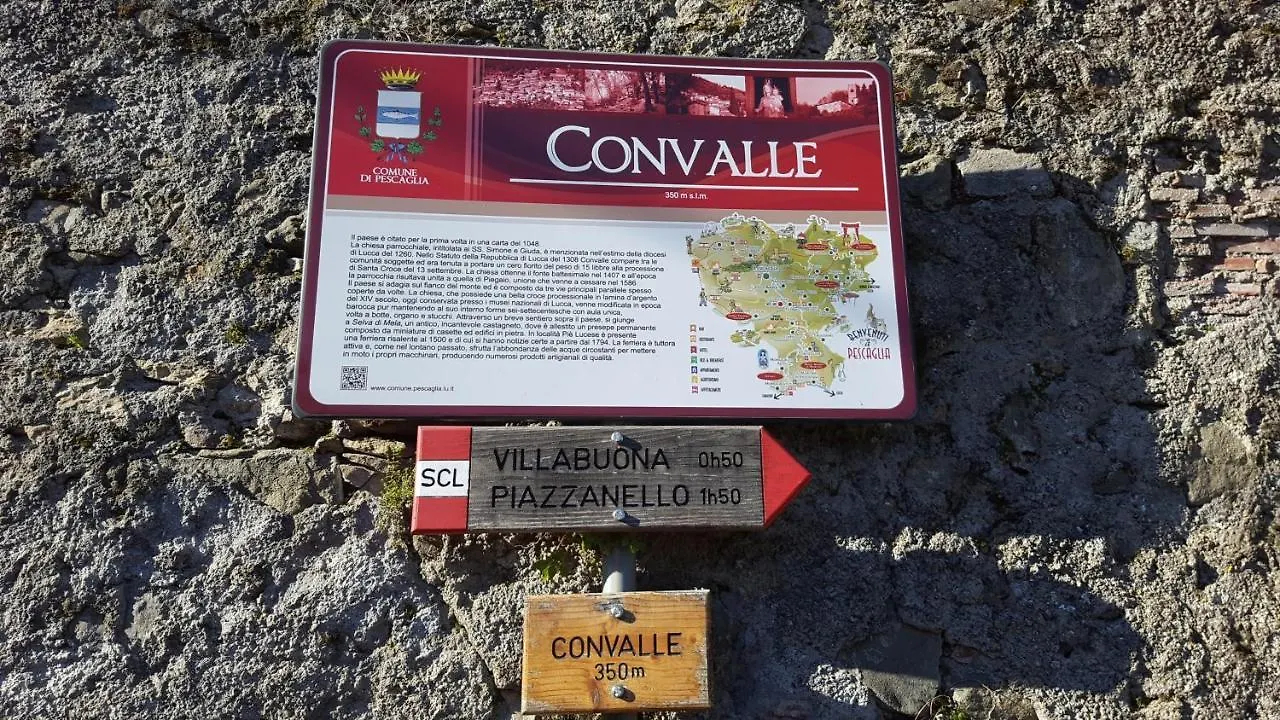 COMUNE
DI PESCAGLIA
CONVALLE
350 m s.l.m.
Il paese è citato per la prima volta in una carta del 1048.
La chiesa parrocchiale, intitolata ai SS. Simone e Giuda, è menzionata nell'estimo della diocesi
di Lucca del 1260. Nello Statuto della Repubblica di Lucca del 1308 Convalle compare tra le
comunità soggette ed era tenuta a portare un cero fiorito del peso di 15 libbre alla processione
di Santa Croce del 13 settembre. La chiesa ottenne il fonte battesimale nel 1407 e all'epoca
la parrocchia risultava unita a quella di Piegaio, unione che venne a cessare nel 1586
Il paese si adagia sul fianco del monte ed è composto da tre vie principali parallele spesso
coperte da volte. La chiesa, che possiede una bella croce processionale in lamina d'argento
del XIV secolo, oggi conservata presso i musei nazionali di Lucca, venne modificata in epoca
barocca pur mantenendo al suo interno forme sei-settecentesche con aula unica,
volta a botte, organo e stucchi. Attraverso un breve sentiero sopra il paese, si giunge
a Selva di Mela, un antico, incantevole castagneto, dove è allestito un presepe permanente
composto da miniature di casette ed edifici in pietra. In località Piè Lucese è presente
una ferriera risalente al 1500 e di cui si hanno notizie certe a partire dal 1794. La ferriera è tuttora
attiva e, come nel lontano passato, sfrutta l'abbondanza delle acque circostanti per mettere
in moto i propri macchinari, producendo numerosi prodotti artigianali di qualità.
www.comune.pescaglia.lu.it
BAR
RISTORANTE
HOTEL
BED & BREAKFAST
APPARTAMENTI
AGRITURISMO
AFFITTACAMERE
BENVENUTI
A
PESCAGLIA
SCL
VILLABUONA 0h50
PIAZZANELLO 1h50
CONVALLE
350m